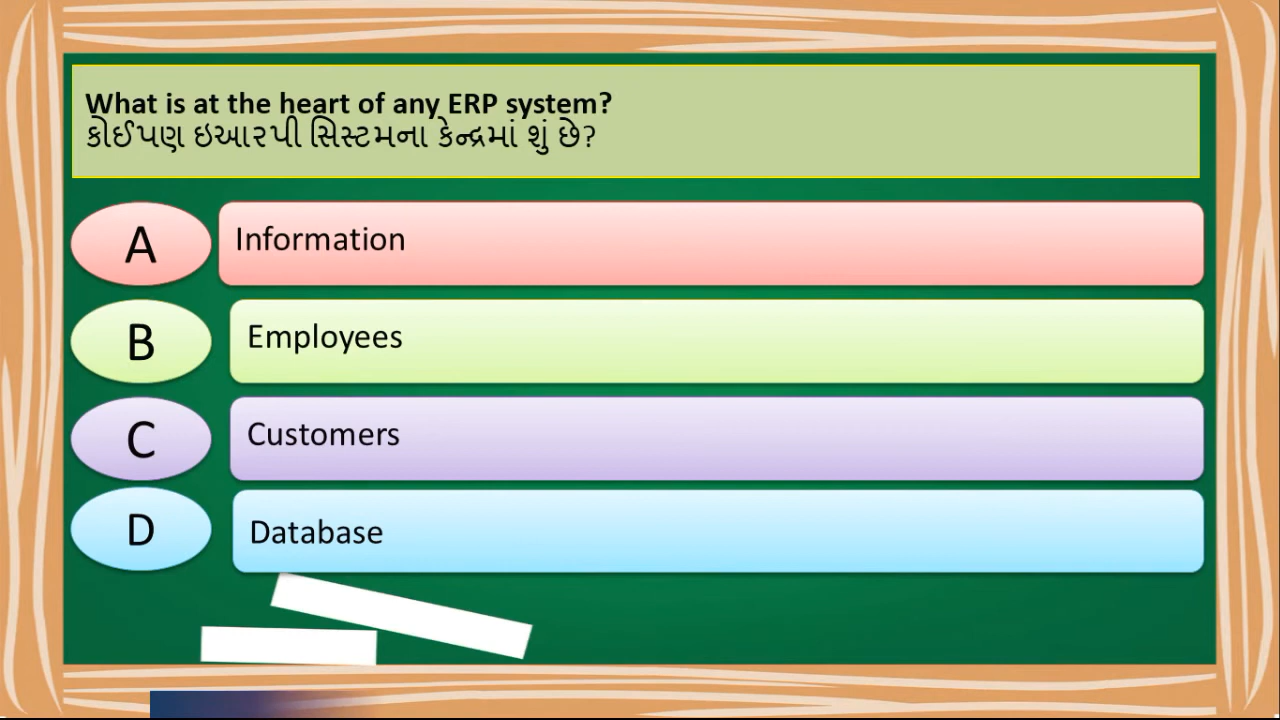 What is at the heart of any ERP system?
કોઈપણ ઇઆરપી સિસ્ટમના કેન્દ્રમાં શું છે?
A Information
B Employees
C Customers
D Database